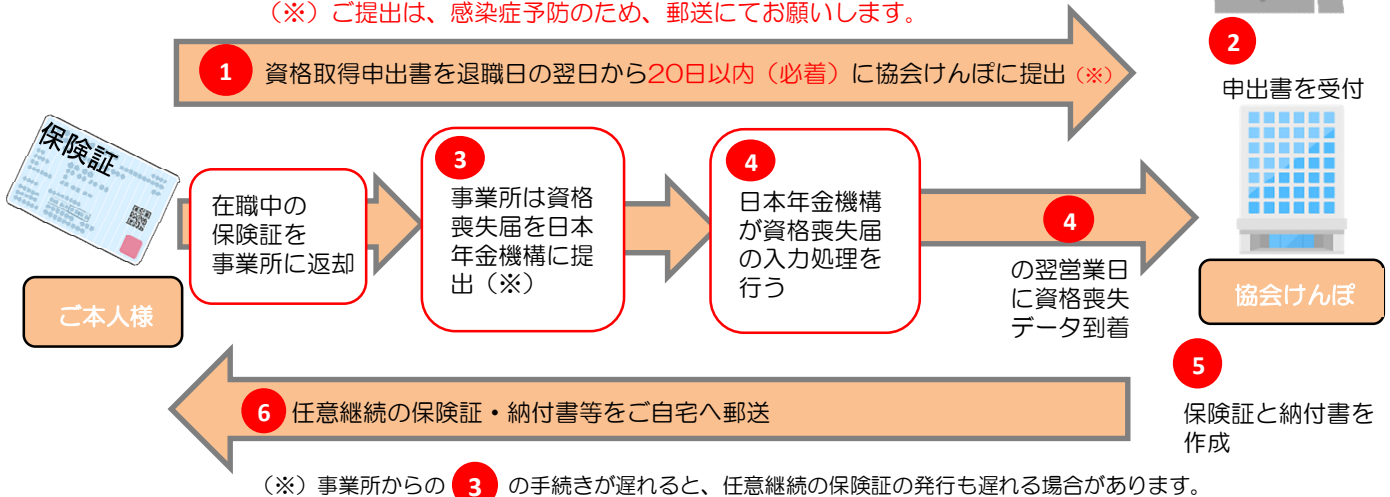 （※）ご提出は、感染症予防のため、郵送にてお願いします。
1 資格取得申出書を退職日の翌日から20日以内（必着）に協会けんぽに提出（※）
2
申出書を受付
保険証
ご本人様
在職中の
保険証を
事業所に返却
3
事業所は資格
喪失届を日本
年金機構に提
出（※）
4
日本年金機構
が資格喪失届
の入力処理を
行う
4
の翌営業日
に資格喪失
データ到着
協会けんぽ
5
保険証と納付書を
作成
6 任意継続の保険証・納付書等をご自宅へ郵送
（※）事業所からの 3 の手続きが遅れると、任意継続の保険証の発行も遅れる場合があります。